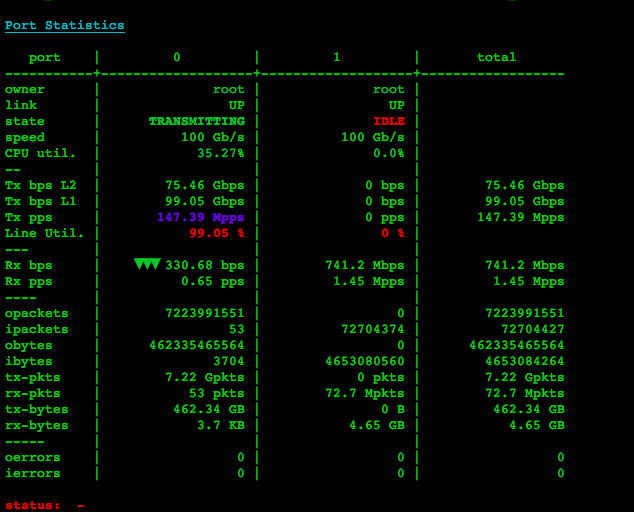 Port Statistics
port | 0 | 1 | total
-----------+--------------------+--------------------+------------------
owner | root | root |
link | UP | UP |
state | TRANSMITTING | IDLE |
speed | 100 Gb/s | 100 Gb/s |
CPU util. | 35.27% | 0.0% |
-- | | |
Tx bps L2 | 75.46 Gbps | 0 bps | 75.46 Gbps
Tx bps L1 | 99.05 Gbps | 0 bps | 99.05 Gbps
Tx pps | 147.39 Mpps | 0 pps | 147.39 Mpps
Line Util. | 99.05 % | 0 % |
--- | | |
Rx bps | ▼▼▼ 330.68 bps | 741.2 Mbps | 741.2 Mbps
Rx pps | 0.65 pps | 1.45 Mpps | 1.45 Mpps
---- | | |
opackets | 7223991551 | 0 | 7223991551
ipackets | 53 | 72704374 | 72704427
obytes | 462335465564 | 0 | 462335465564
ibytes | 3704 | 4653080560 | 4653084264
tx-pkts | 7.22 Gpkts | 0 pkts | 7.22 Gpkts
rx-pkts | 53 pkts | 72.7 Mpkts | 72.7 Mpkts
tx-bytes | 462.34 GB | 0 B | 462.34 GB
rx-bytes | 3.7 KB | 4.65 GB | 4.65 GB
----- | | |
oerrors | 0 | 0 | 0
ierrors | 0 | 0 | 0
status: -